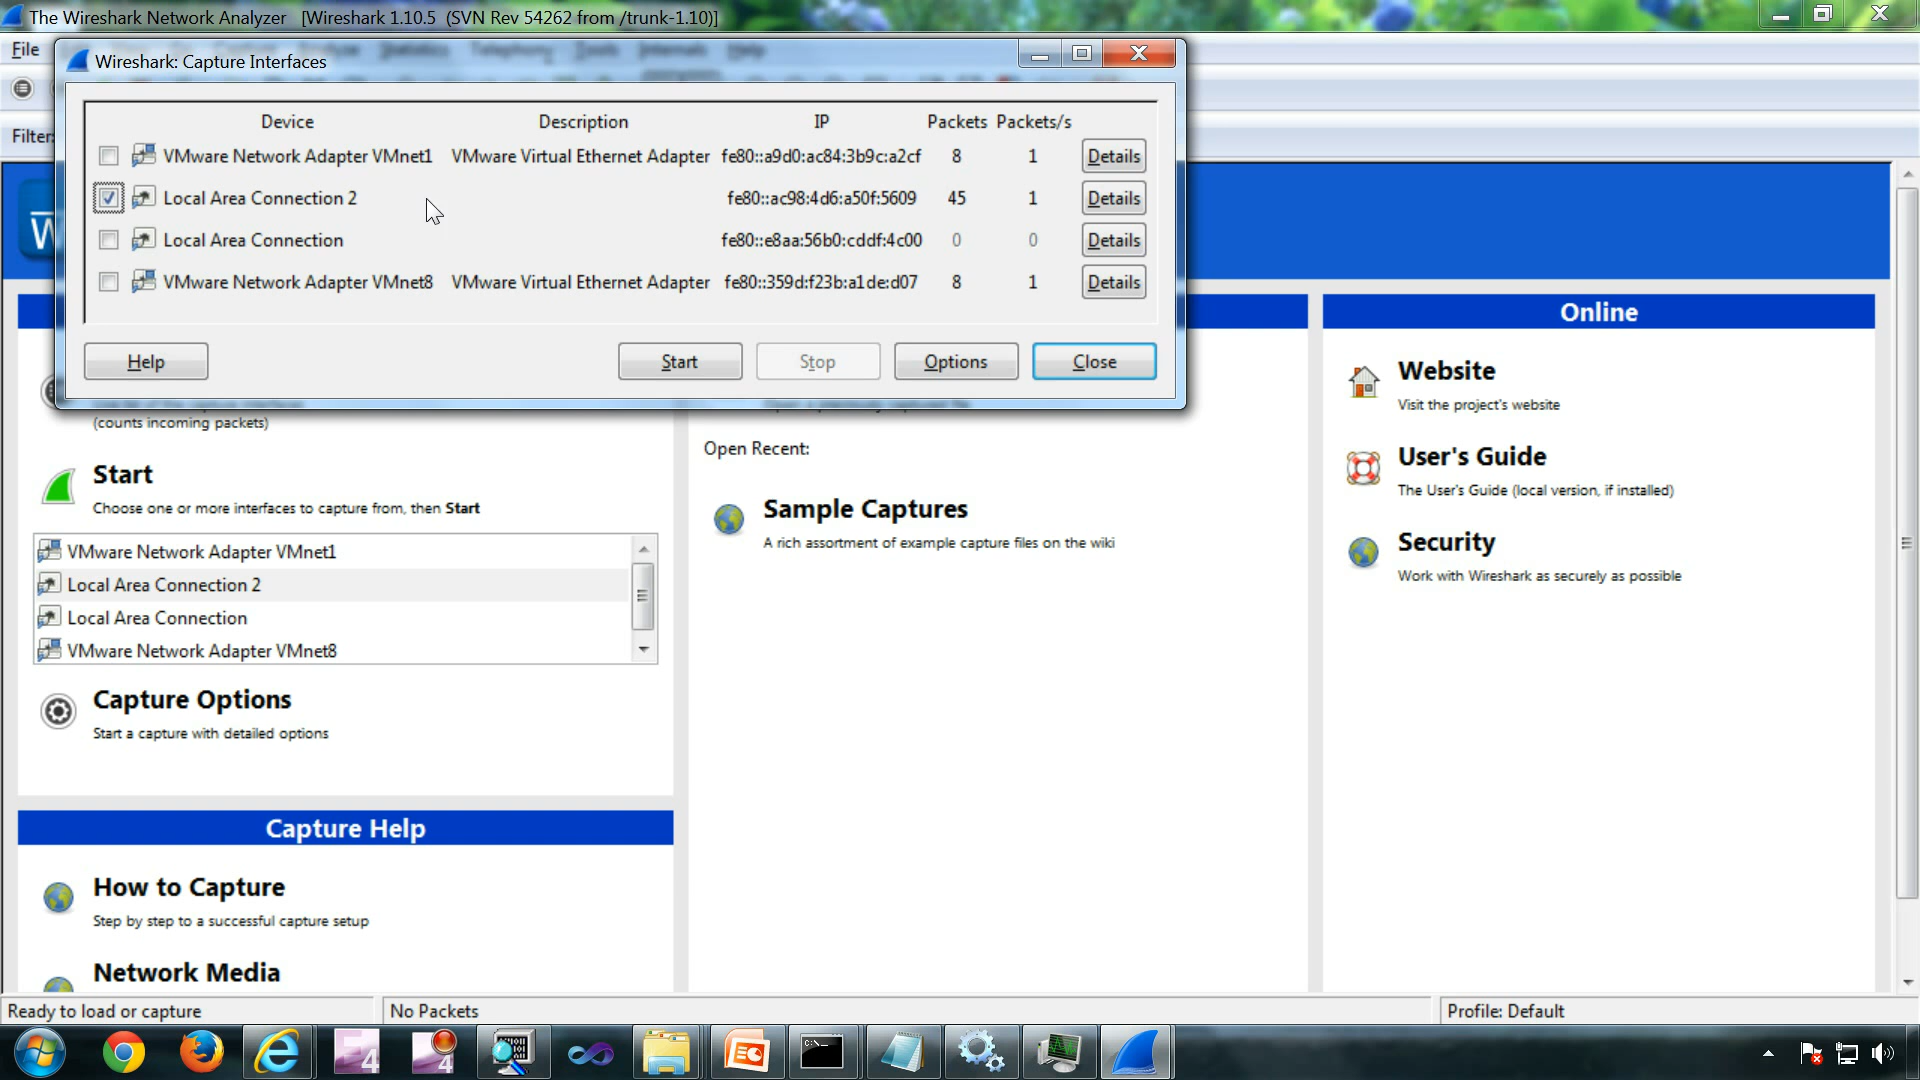 The Wireshark Network Analyzer [Wireshark 1.10.5 (SVN Rev 54262 from /trunk-1.10)]
File Statistics Telephony Tools Internals Help
Wireshark: Capture Interfaces
Filter:
Device Description IP Packets Packets/s
VMware Network Adapter VMnet1 VMware Virtual Ethernet Adapter fe80::a9d0:ac84:3b9c:a2cf 8 1 Details
Local Area Connection 2 fe80::ac98:4d6:a50f:5609 45 1 Details
Local Area Connection fe80::e8aa:56b0:cddf:4c00 0 0 Details
VMware Network Adapter VMnet8 VMware Virtual Ethernet Adapter fe80::359d:f23b:a1de:d07 8 1 Details
Help Start Stop Options Close
(counts incoming packets)
Start
Choose one or more interfaces to capture from, then Start
VMware Network Adapter VMnet1
Local Area Connection 2
Local Area Connection
VMware Network Adapter VMnet8
Capture Options
Start a capture with detailed options
Capture Help
How to Capture
Step by step to a successful capture setup
Network Media
Open Recent:
Sample Captures
A rich assortment of example capture files on the wiki
Online
Website
Visit the project's website
User's Guide
The User's Guide (local version, if installed)
Security
Work with Wireshark as securely as possible
Ready to load or capture No Packets Profile: Default